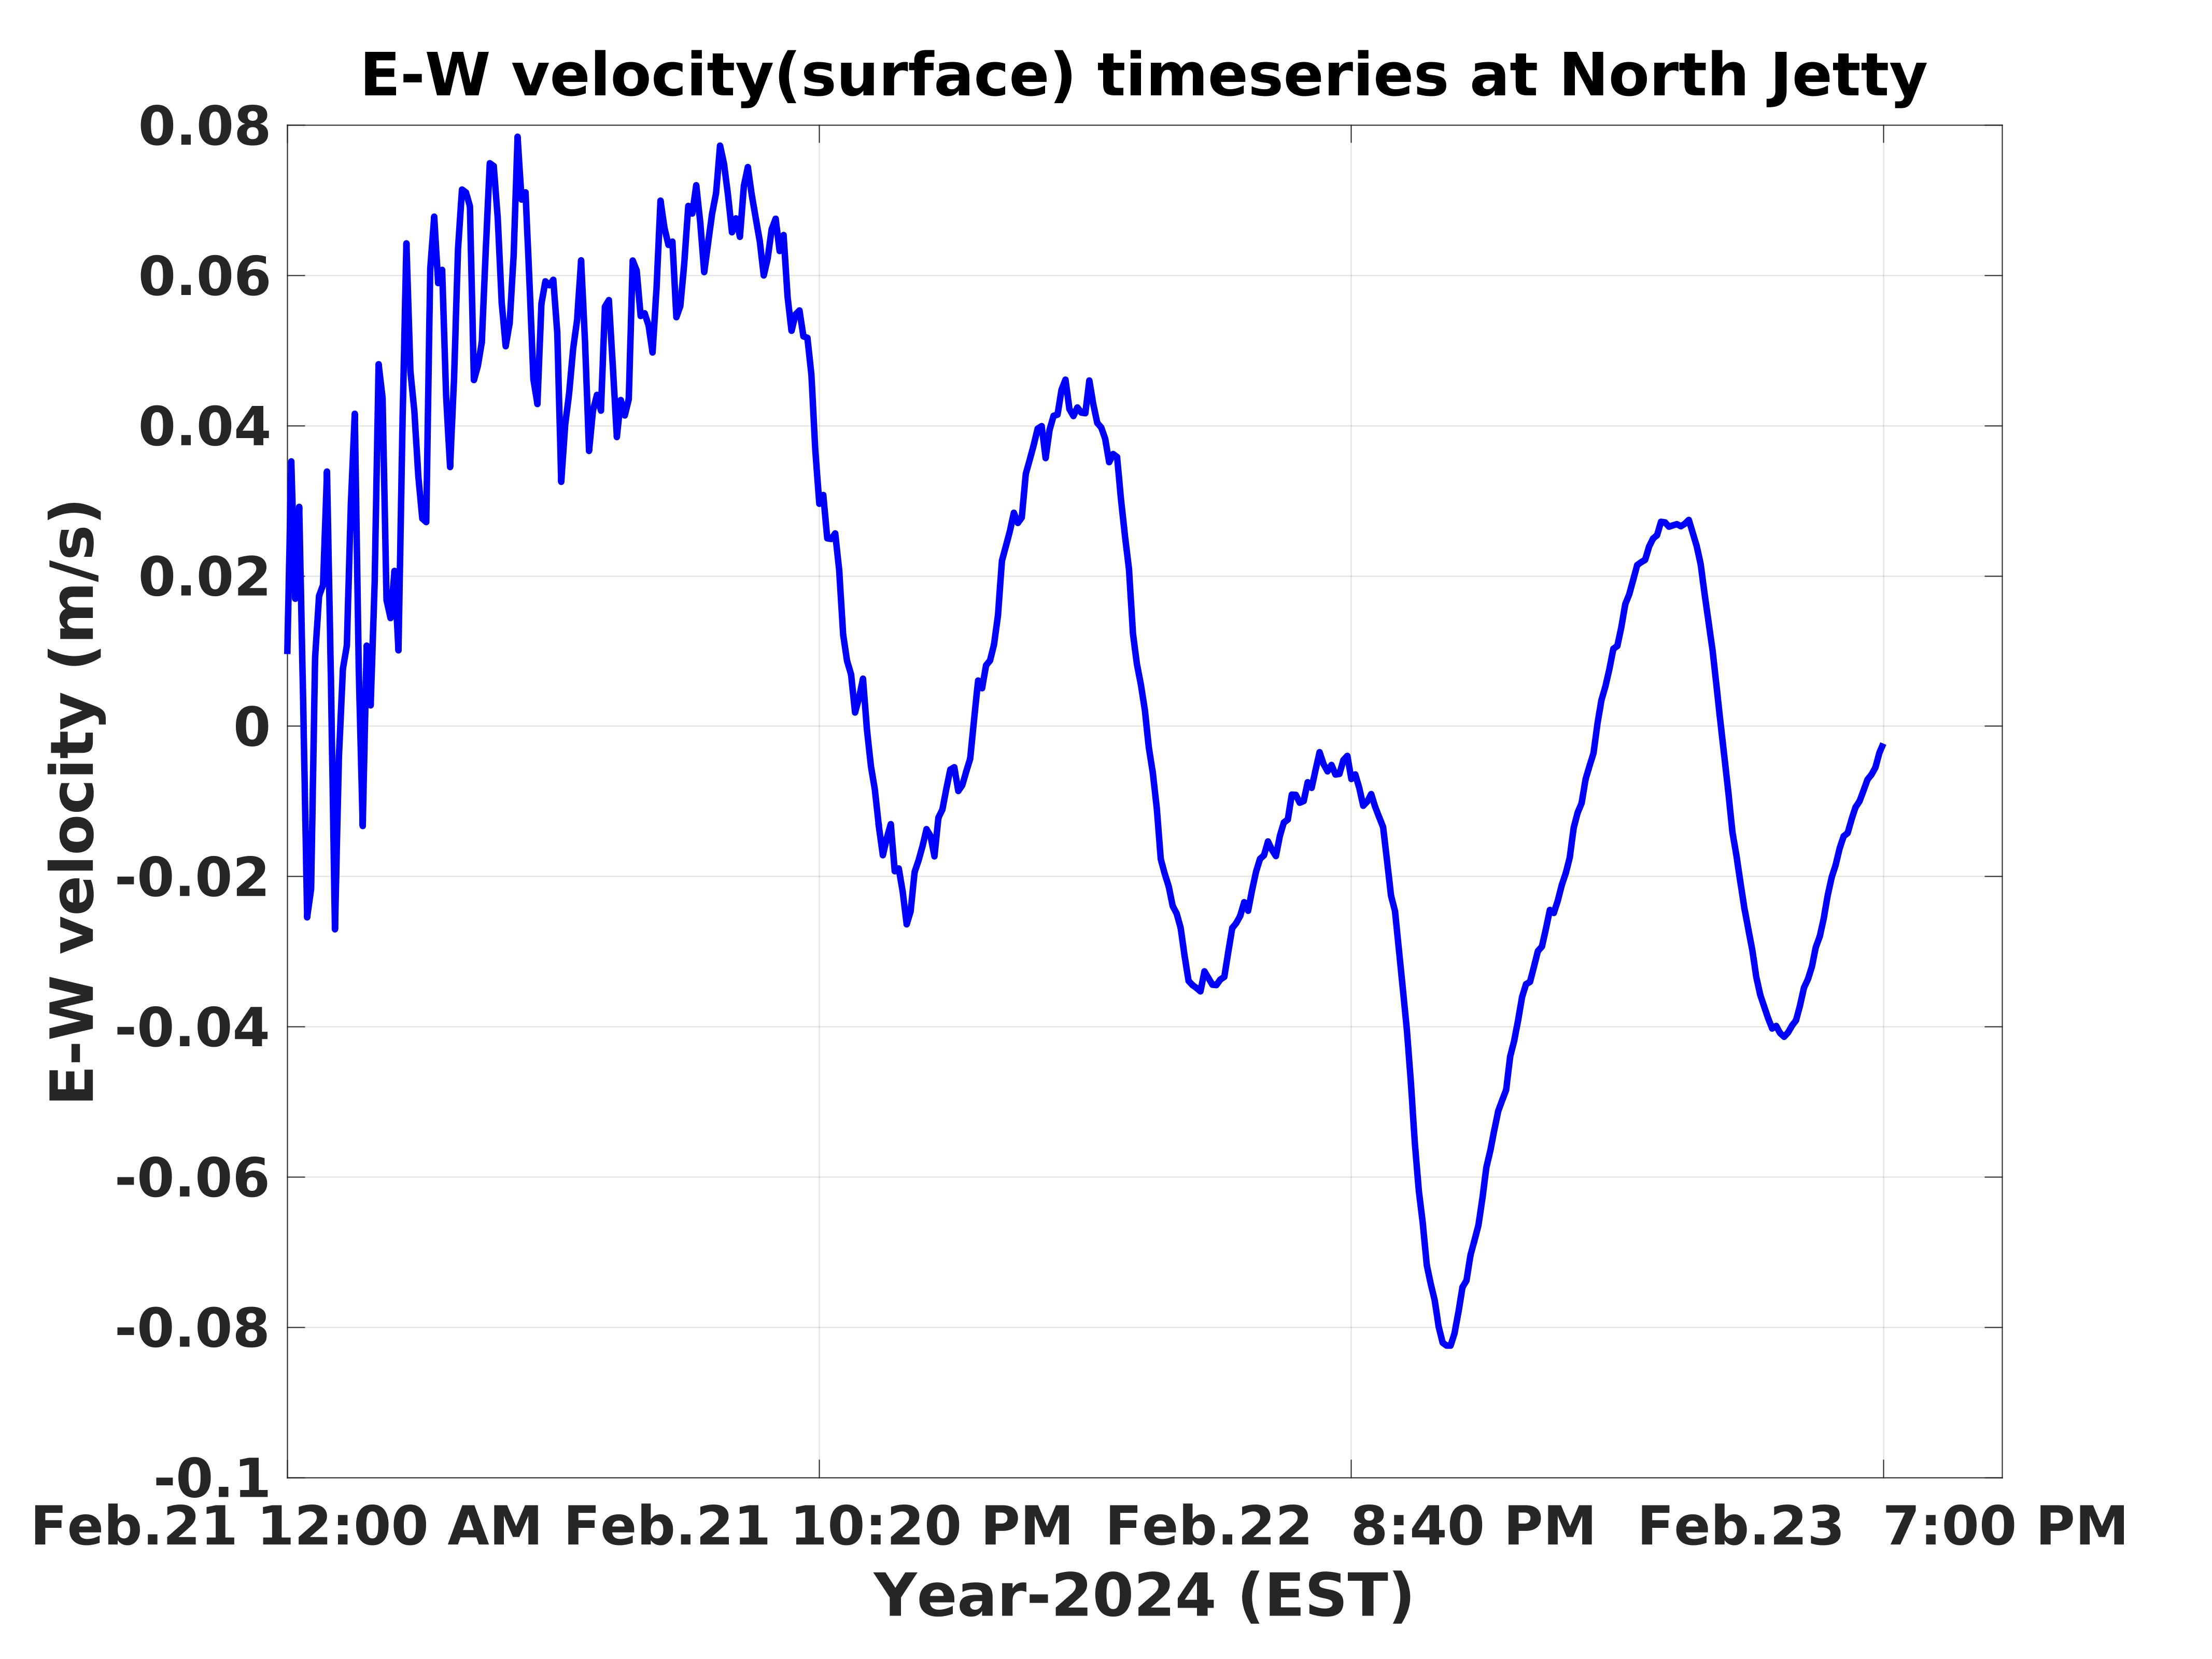 E-W velocity(surface) timeseries at North Jetty
E-W velocity (m/s)
0.08
0.06
0.04
0.02
0
-0.02
-0.04
-0.06
-0.08
-0.1
Feb.21 12:00 AM Feb.21 10:20 PM Feb.22 8:40 PM Feb.23 7:00 PM
Year-2024 (EST)